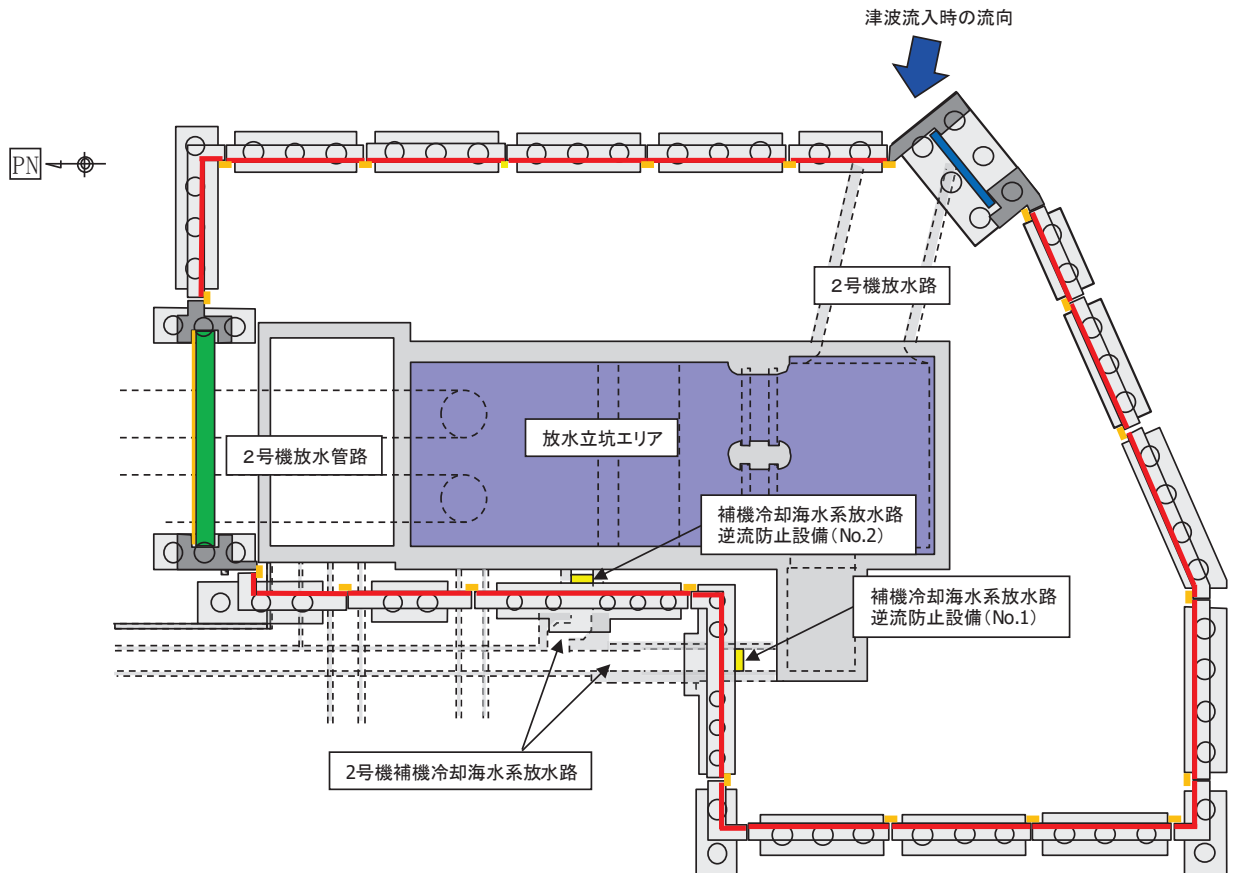 津波流入時の流向
PN
2号機放水路
2号機放水管路
放水立坑エリア
補機冷却海水系放水路
逆流防止設備(No.2)
補機冷却海水系放水路
逆流防止設備(No.1)
2号機補機冷却海水系放水路